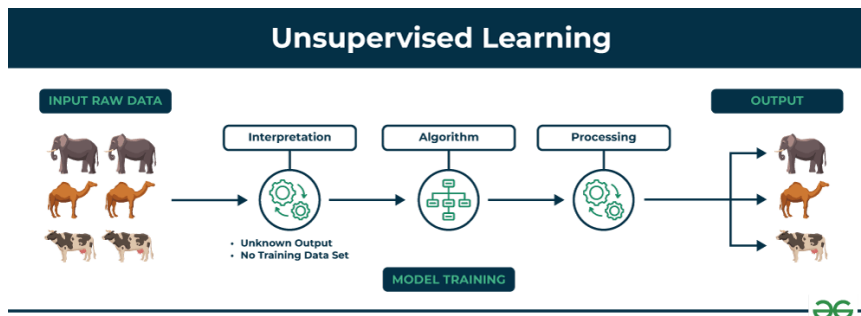 Unsupervised Learning
INPUT RAW DATA
OUTPUT
Interpretation
Algorithm
Processing
• Unknown Output
• No Training Data Set
MODEL TRAINING